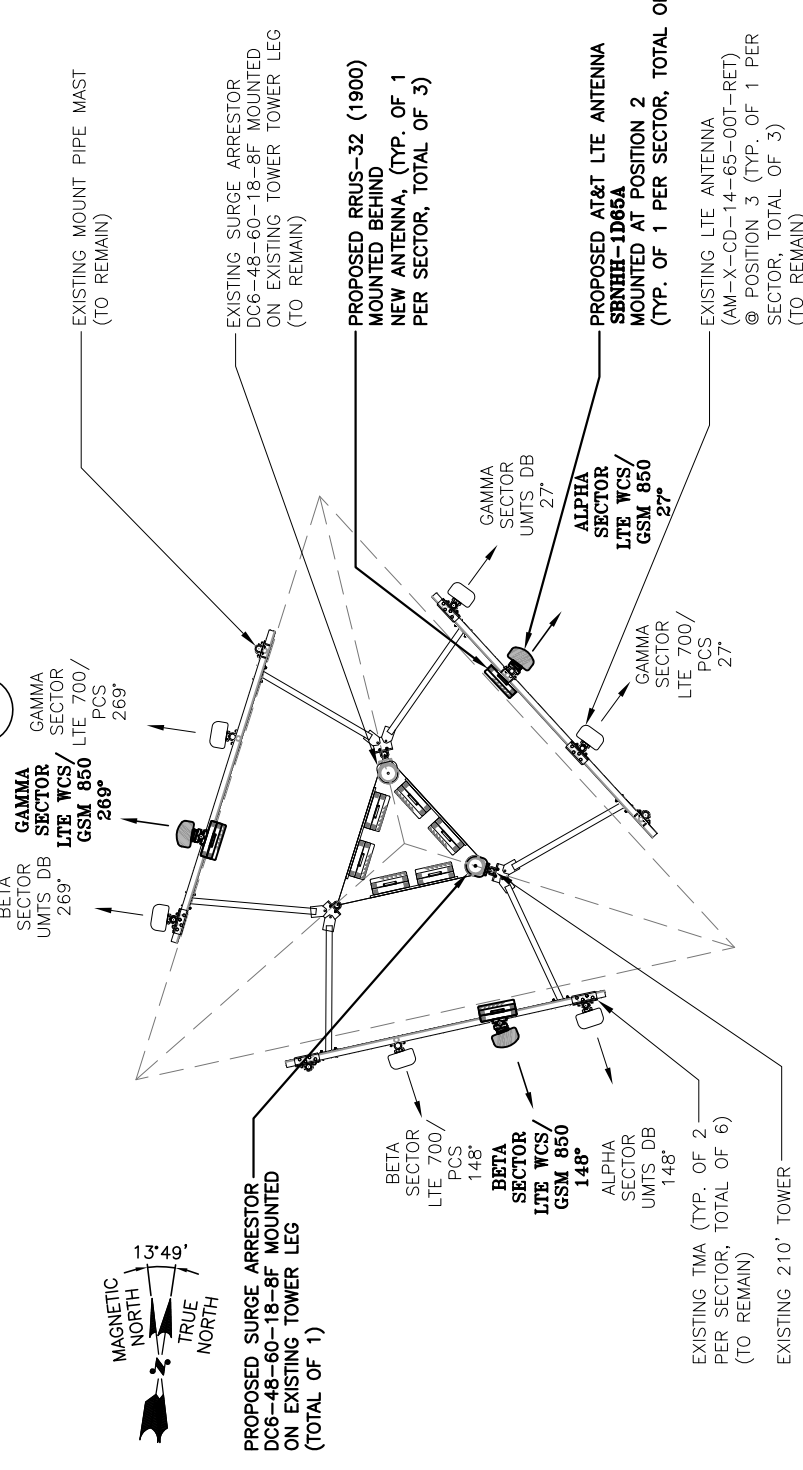 EXISTING MOUNT PIPE MAST
(TO REMAIN)
EXISTING SURGE ARRESTOR
DC6-48-60-18-8F MOUNTED
ON EXISTING TOWER TOWER LEG
(TO REMAIN)
PROPOSED RRUS-32 (1900)
MOUNTED BEHIND
NEW ANTENNA, (TYP. OF 1
PER SECTOR, TOTAL OF 3)
PROPOSED AT&T LTE ANTENNA
SBNHH-1D65A
MOUNTED AT POSITION 2
(TYP. OF 1 PER SECTOR, TOTAL OF
EXISTING LTE ANTENNA
(AM-X-CD-14-65-00T-RET)
@ POSITION 3 (TYP. OF 1 PER
SECTOR, TOTAL OF 3)
(TO REMAIN)
BETA
SECTOR
UMTS DB
269°
GAMMA
SECTOR
LTE WCS/
GSM 850
269°
GAMMA
SECTOR
LTE 700/
PCS
269°
GAMMA
SECTOR
UMTS DB
27°
ALPHA
SECTOR
LTE WCS/
GSM 850
27°
GAMMA
SECTOR
LTE 700/
PCS
27°
BETA
SECTOR
LTE 700/
PCS
148°
BETA
SECTOR
LTE WCS/
GSM 850
148°
ALPHA
SECTOR
UMTS DB
148°
MAGNETIC
NORTH
13°49'
TRUE
NORTH
N
PROPOSED SURGE ARRESTOR
DC6-48-60-18-8F MOUNTED
ON EXISTING TOWER LEG
(TOTAL OF 1)
EXISTING TMA (TYP. OF 2
PER SECTOR, TOTAL OF 6)
(TO REMAIN)
EXISTING 210' TOWER